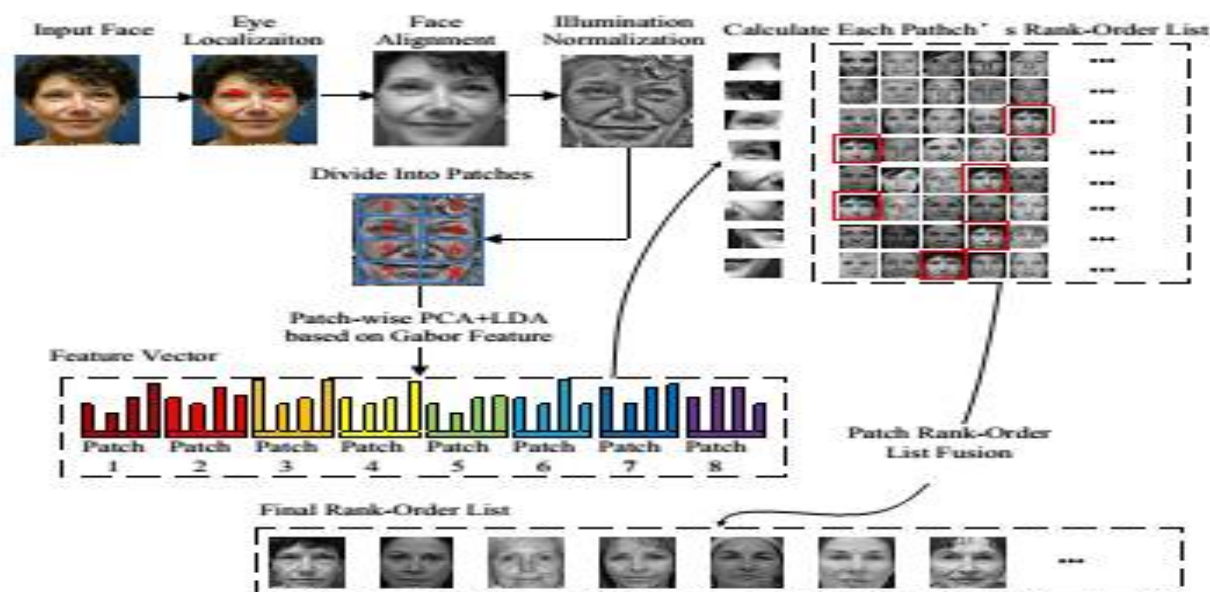 Input Face
Eye
Localizaiton
Face
Alignment
Illumination
Normalization
Calculate Each Pathch's Rank-Order List
Divide Into Patches
Patch-wise PCA+LDA
based on Gabor Feature
Feature Vector
Patch Patch Patch Patch Patch Patch Patch Patch
1 2 3 4 5 6 7 8
Patch Rank-Order
List Fusion
Final Rank-Order List